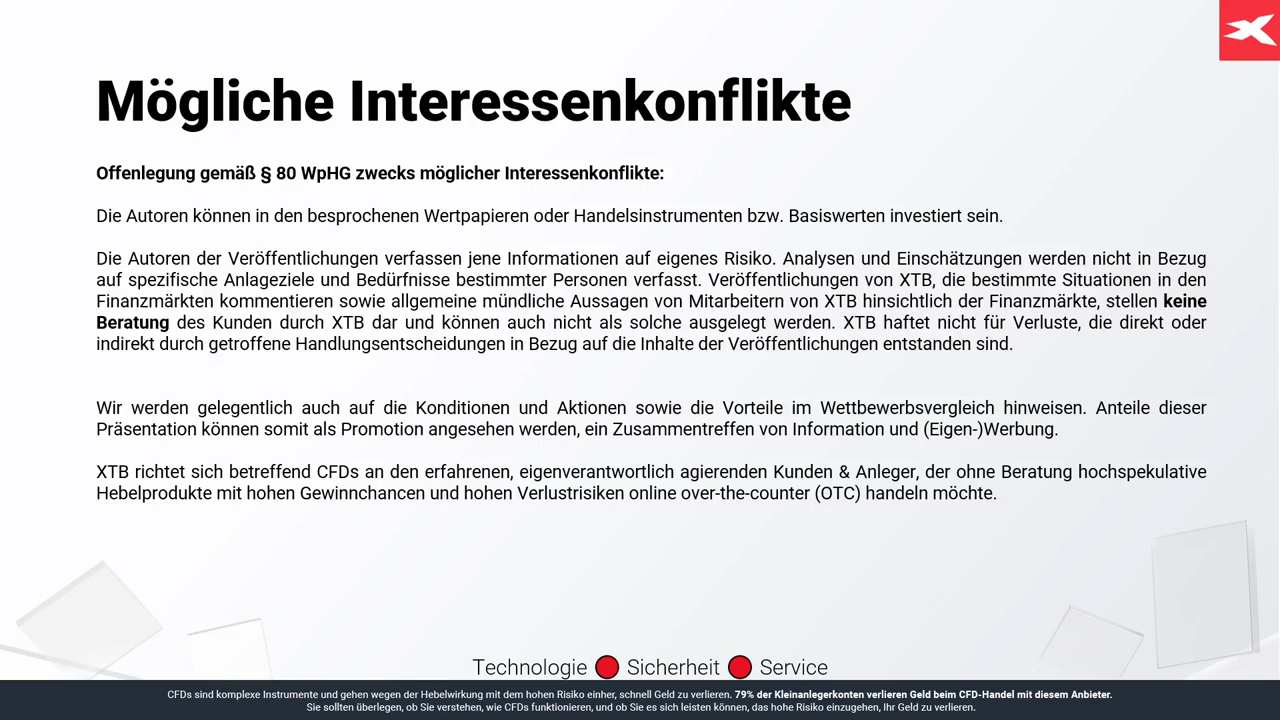 Mögliche Interessenkonflikte
Offenlegung gemäß § 80 WpHG zwecks möglicher Interessenkonflikte:
Die Autoren können in den besprochenen Wertpapieren oder Handelsinstrumenten bzw. Basiswerten investiert sein.
Die Autoren der Veröffentlichungen verfassen jene Informationen auf eigenes Risiko. Analysen und Einschätzungen werden nicht in Bezug
auf spezifische Anlageziele und Bedürfnisse bestimmter Personen verfasst. Veröffentlichungen von XTB, die bestimmte Situationen in den
Finanzmärkten kommentieren sowie allgemeine mündliche Aussagen von Mitarbeitern von XTB hinsichtlich der Finanzmärkte, stellen keine
Beratung des Kunden durch XTB dar und können auch nicht als solche ausgelegt werden. XTB haftet nicht für Verluste, die direkt oder
indirekt durch getroffene Handlungsentscheidungen in Bezug auf die Inhalte der Veröffentlichungen entstanden sind.
Wir werden gelegentlich auch auf die Konditionen und Aktionen sowie die Vorteile im Wettbewerbsvergleich hinweisen. Anteile dieser
Präsentation können somit als Promotion angesehen werden, ein Zusammentreffen von Information und (Eigen-)Werbung.
XTB richtet sich betreffend CFDs an den erfahrenen, eigenverantwortlich agierenden Kunden & Anleger, der ohne Beratung hochspekulative
Hebelprodukte mit hohen Gewinnchancen und hohen Verlustrisiken online over-the-counter (OTC) handeln möchte.
Technologie Sicherheit Service
CFDs sind komplexe Instrumente und gehen wegen der Hebelwirkung mit dem hohen Risiko einher, schnell Geld zu verlieren. 79% der Kleinanlegerkonten verlieren Geld beim CFD-Handel mit diesem Anbieter.
Sie sollten überlegen, ob Sie verstehen, wie CFDs funktionieren, und ob Sie es sich leisten können, das hohe Risiko einzugehen, Ihr Geld zu verlieren.